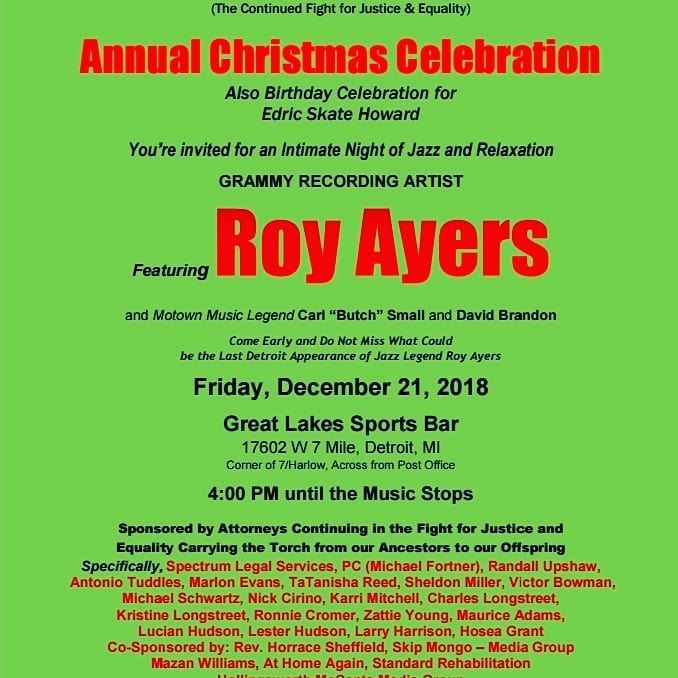 (The Continued Fight for Justice & Equality)
Annual Christmas Celebration
Also Birthday Celebration for
Edric Skate Howard
You're invited for an Intimate Night of Jazz and Relaxation
GRAMMY RECORDING ARTIST
Featuring Roy Ayers
and Motown Music Legend Carl “Butch” Small and David Brandon
Come Early and Do Not Miss What Could
be the Last Detroit Appearance of Jazz Legend Roy Ayers
Friday, December 21, 2018
Great Lakes Sports Bar
17602 W 7 Mile, Detroit, MI
Corner of 7/Harlow, Across from Post Office
4:00 PM until the Music Stops
Sponsored by Attorneys Continuing in the Fight for Justice and
Equality Carrying the Torch from our Ancestors to our Offspring
Specifically, Spectrum Legal Services, PC (Michael Fortner), Randall Upshaw,
Antonio Tuddles, Marlon Evans, TaTanisha Reed, Sheldon Miller, Victor Bowman,
Michael Schwartz, Nick Cirino, Karri Mitchell, Charles Longstreet,
Kristine Longstreet, Ronnie Cromer, Zattie Young, Maurice Adams,
Lucian Hudson, Lester Hudson, Larry Harrison, Hosea Grant
Co-Sponsored by: Rev. Horrace Sheffield, Skip Mongo – Media Group
Mazan Williams, At Home Again, Standard Rehabilitation
Media Group